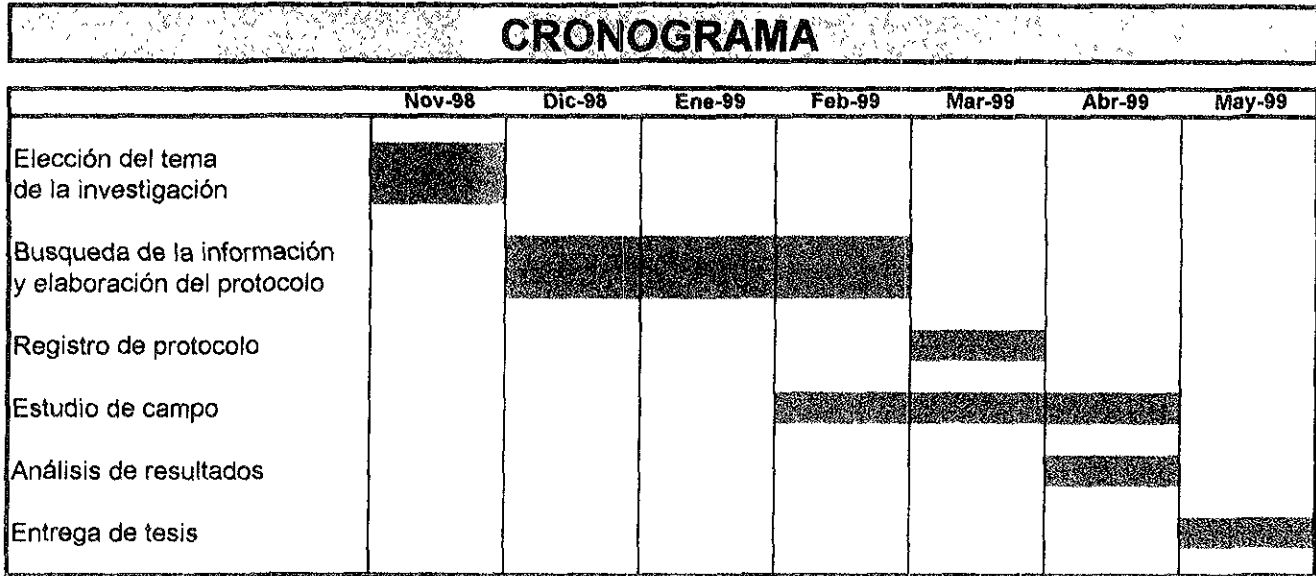 CRONOGRAMA
Nov-98 Dic-98 Ene-99 Feb-99 Mar-99 Abr-99 May-99
Elección del tema
de la investigación
Busqueda de la información
y elaboración del protocolo
Registro de protocolo
Estudio de campo
Análisis de resultados
Entrega de tesis